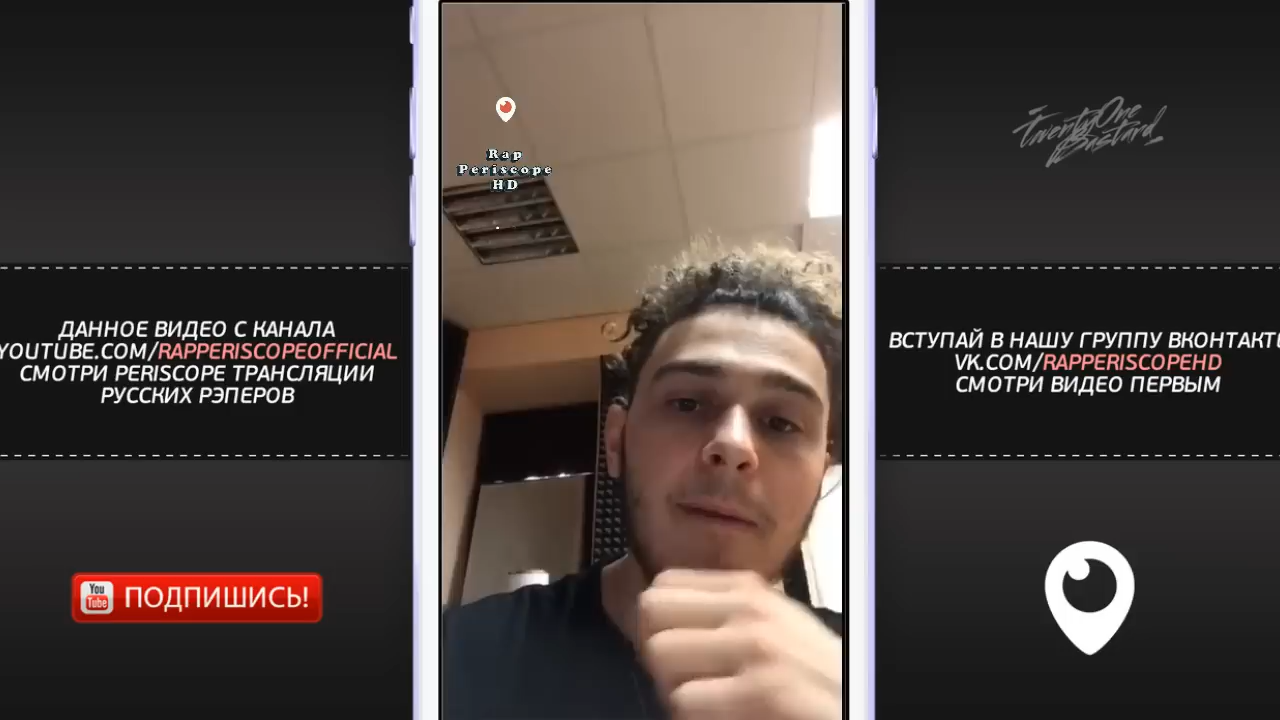 ДАННОЕ ВИДЕО С КАНАЛА
YOUTUBE.COM/RAPPERISCOPEOFFICIAL
СМОТРИ PERISCOPE ТРАНСЛЯЦИИ
РУССКИХ РЭПЕРОВ
You Tube ПОДПИШИСЬ!
Rap
Periscope
HD
TwentyOne
Bastard
ВСТУПАЙ В НАШУ ГРУППУ ВКОНТАКТЕ
VK.COM/RAPPERISCOPEHD
СМОТРИ ВИДЕО ПЕРВЫМ